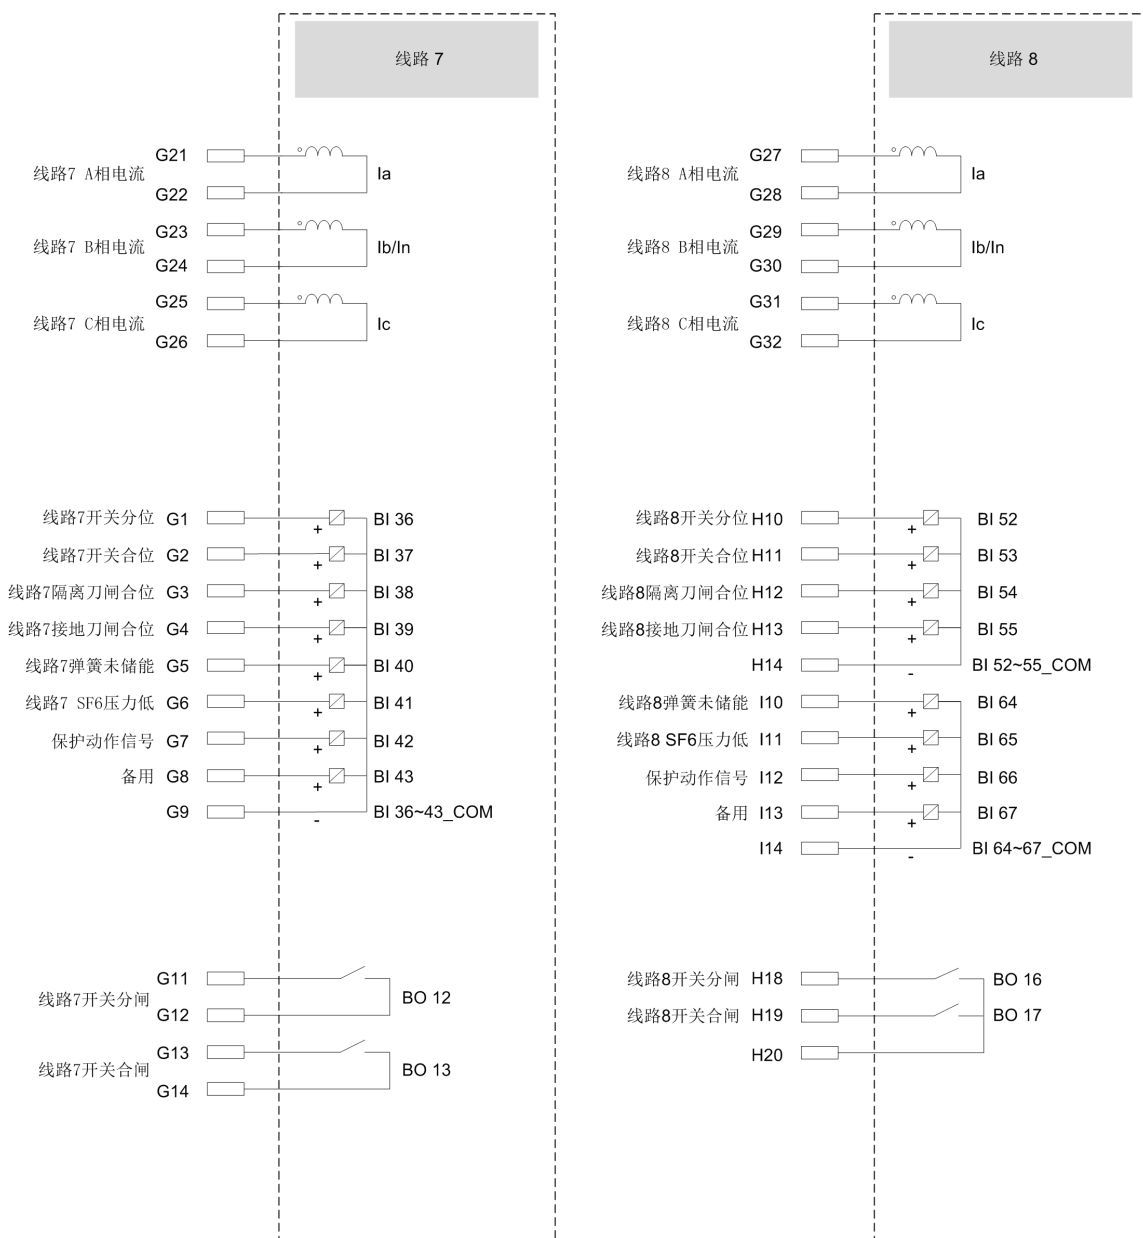 线路 7
G21
线路7 A相电流
Ia
G22
G23
线路7 B相电流
Ib/In
G24
G25
线路7 C相电流
Ic
G26
线路7开关分位 G1
+
BI 36
线路7开关合位 G2
+
BI 37
线路7隔离刀闸合位 G3
+
BI 38
线路7接地刀闸合位 G4
+
BI 39
线路7弹簧未储能 G5
+
BI 40
线路7 SF6压力低 G6
+
BI 41
保护动作信号 G7
+
BI 42
备用 G8
+
BI 43
G9
-
BI 36~43_COM
G11
线路7开关分闸
BO 12
G12
G13
线路7开关合闸
BO 13
G14
线路 8
G27
线路8 A相电流
Ia
G28
G29
线路8 B相电流
Ib/In
G30
G31
线路8 C相电流
Ic
G32
线路8开关分位 H10
+
BI 52
线路8开关合位 H11
+
BI 53
线路8隔离刀闸合位 H12
+
BI 54
线路8接地刀闸合位 H13
+
BI 55
H14
-
BI 52~55_COM
线路8弹簧未储能 I10
+
BI 64
线路8 SF6压力低 I11
+
BI 65
保护动作信号 I12
+
BI 66
备用 I13
+
BI 67
I14
-
BI 64~67_COM
线路8开关分闸 H18
BO 16
线路8开关合闸 H19
BO 17
H20